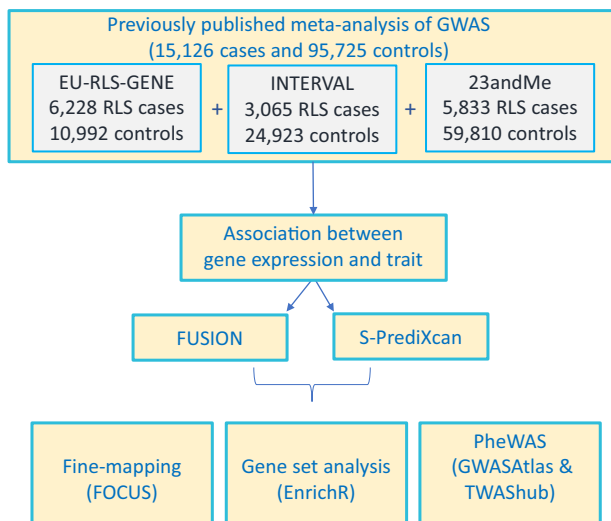 Previously published meta-analysis of GWAS
(15,126 cases and 95,725 controls)
EU-RLS-GENE
6,228 RLS cases
10,992 controls
+
INTERVAL
3,065 RLS cases
24,923 controls
+
23andMe
5,833 RLS cases
59,810 controls
Association between
gene expression and trait
FUSION
S-PrediXcan
Fine-mapping
(FOCUS)
Gene set analysis
(EnrichR)
PheWAS
(GWASAtlas &
TWAShub)